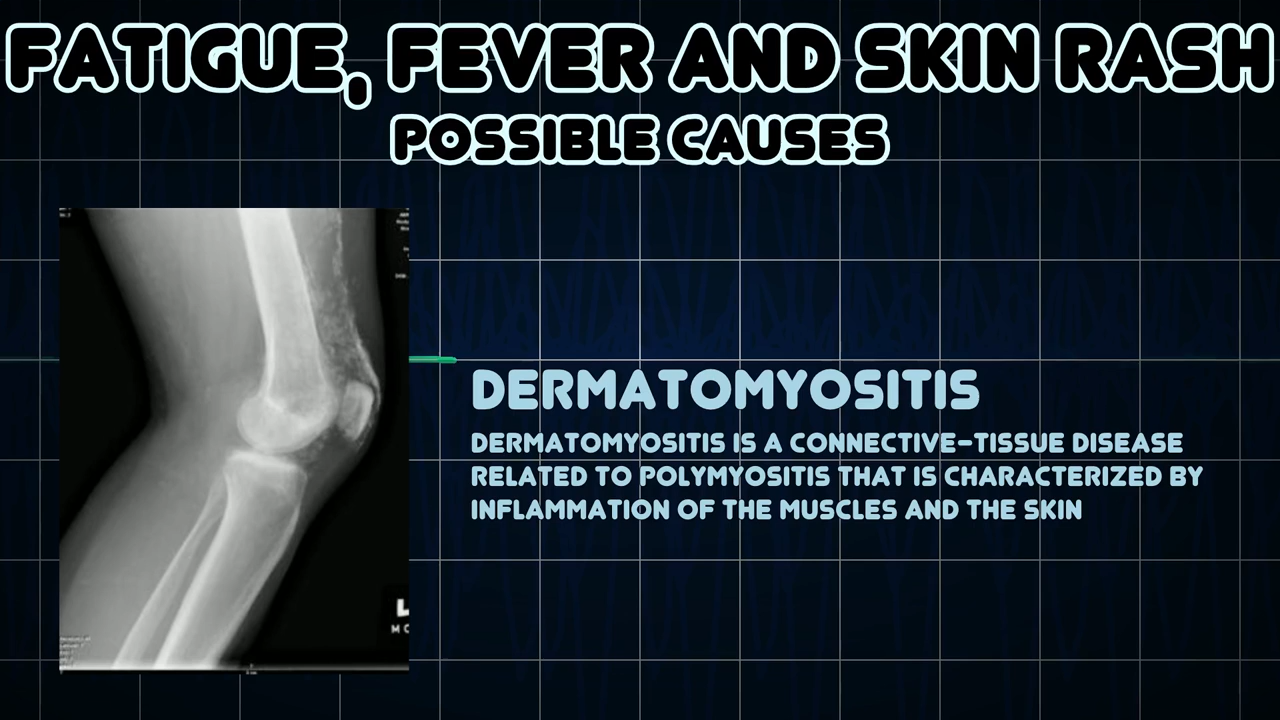 FATIGUE, FEVER AND SKIN RASH
POSSIBLE CAUSES
DERMATOMYOSITIS
DERMATOMYOSITIS IS A CONNECTIVE-TISSUE DISEASE
RELATED TO POLYMYOSITIS THAT IS CHARACTERIZED BY
INFLAMMATION OF THE MUSCLES AND THE SKIN
L